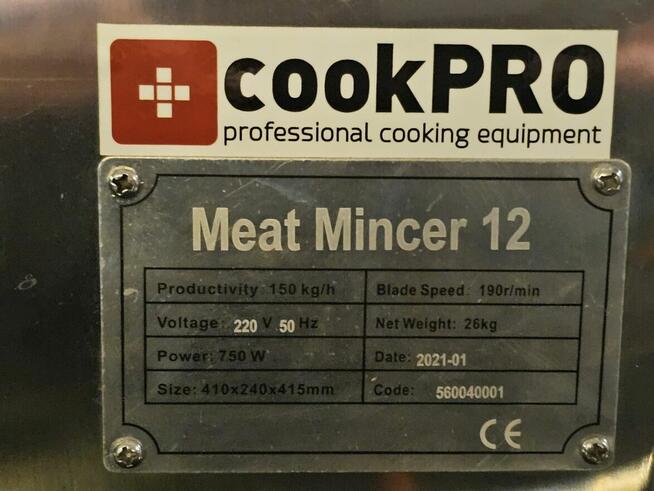 cookPRO
professional cooking equipment
Meat Mincer 12
Productivity: 150 kg/h
Blade Speed: 190r/min
Voltage: 220 V 50 Hz
Net Weight: 26kg
Power: 750 W
Date: 2021-01
Size: 410x240x415mm
Code: 560040001
CE